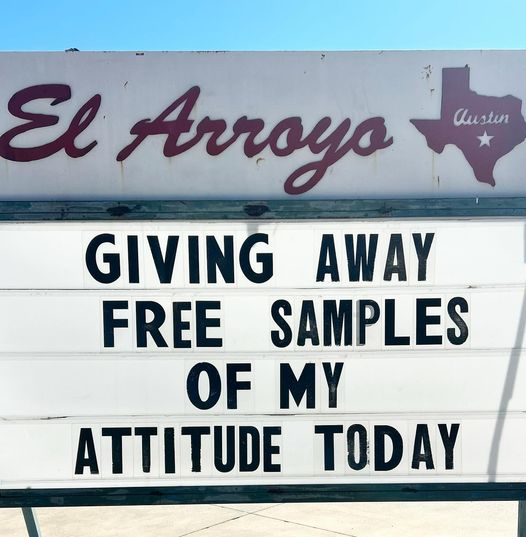 El Arroyo
Austin
GIVING AWAY
FREE SAMPLES
OF MY
ATTITUDE TODAY